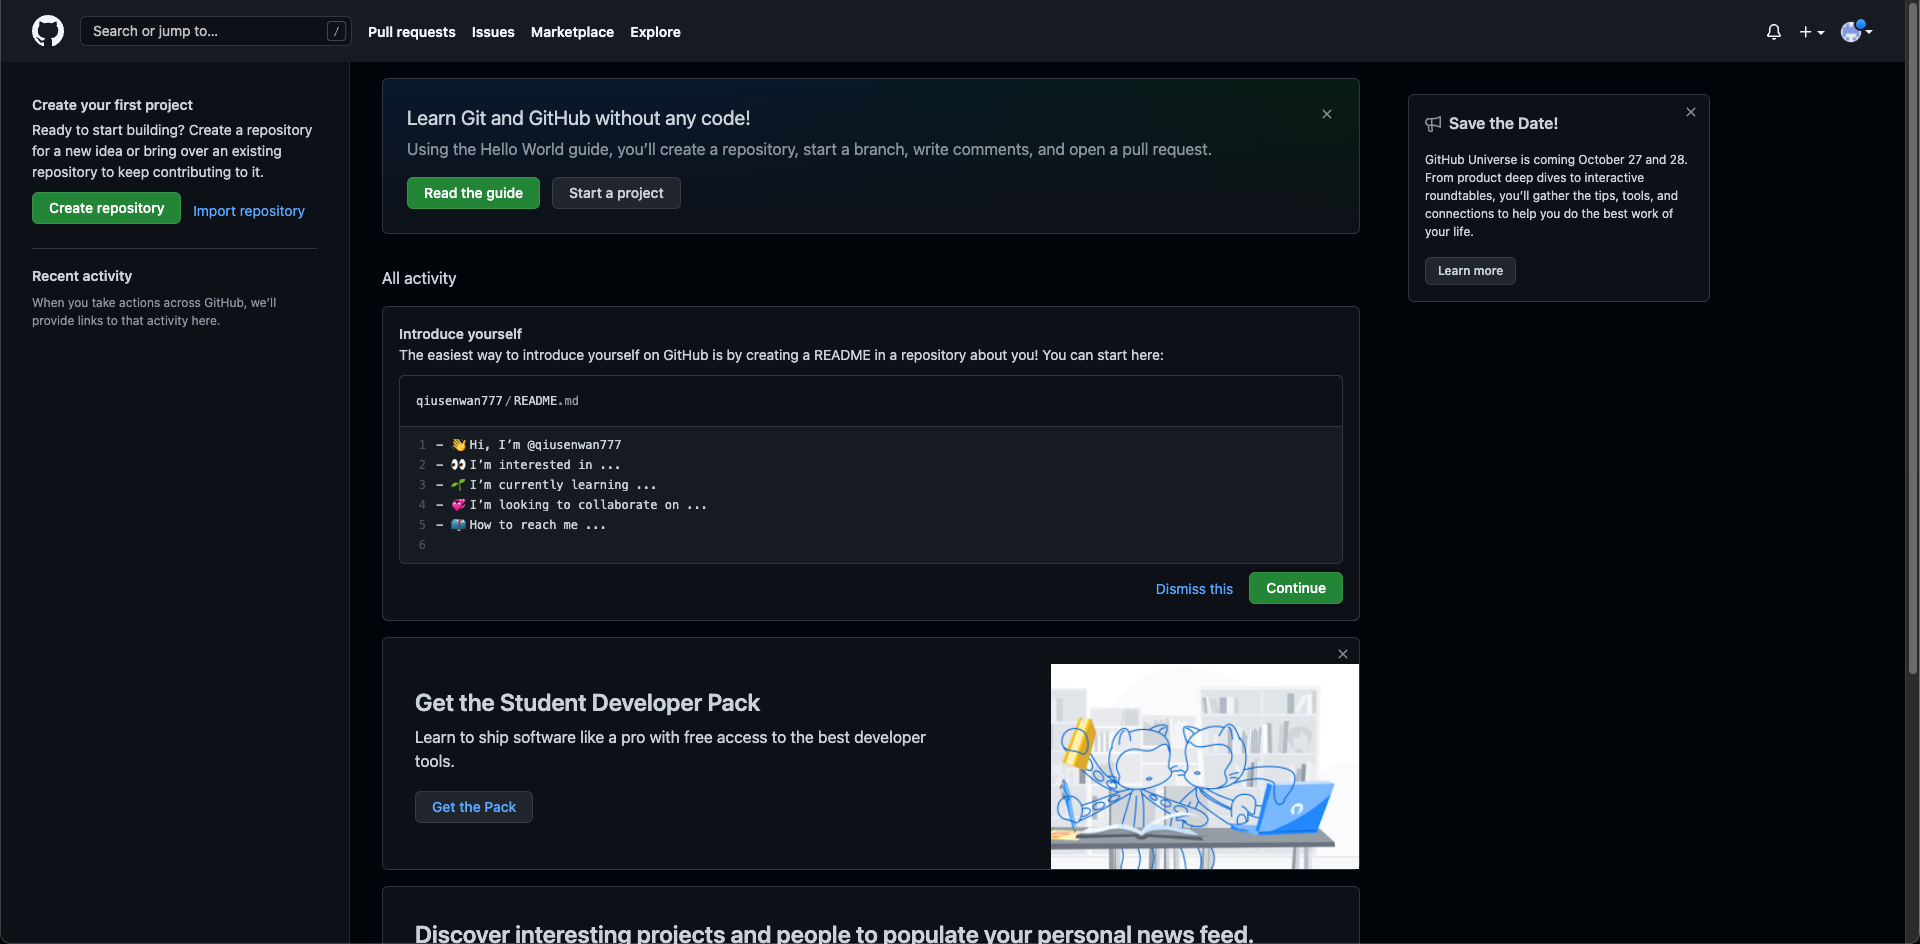 Search or jump to...
/
Pull requests
Issues
Marketplace
Explore
Create your first project
Ready to start building? Create a repository
for a new idea or bring over an existing
repository to keep contributing to it.
Create repository
Import repository
Recent activity
When you take actions across GitHub, we’ll
provide links to that activity here.
Learn Git and GitHub without any code!
Using the Hello World guide, you’ll create a repository, start a branch, write comments, and open a pull request.
Read the guide
Start a project
All activity
Introduce yourself
The easiest way to introduce yourself on GitHub is by creating a README in a repository about you! You can start here:
qiusenwan777/README.md
1 - 👋 Hi, I’m @qiusenwan777
2 - 👀 I’m interested in ...
3 - 🌱 I’m currently learning ...
4 - 💞️ I’m looking to collaborate on ...
5 - 📫 How to reach me ...
6
Dismiss this
Continue
Get the Student Developer Pack
Learn to ship software like a pro with free access to the best developer
tools.
Get the Pack
Discover interesting projects and people to populate your personal news feed.
Save the Date!
GitHub Universe is coming October 27 and 28.
From product deep dives to interactive
roundtables, you’ll gather the tips, tools, and
connections to help you do the best work of
your life.
Learn more